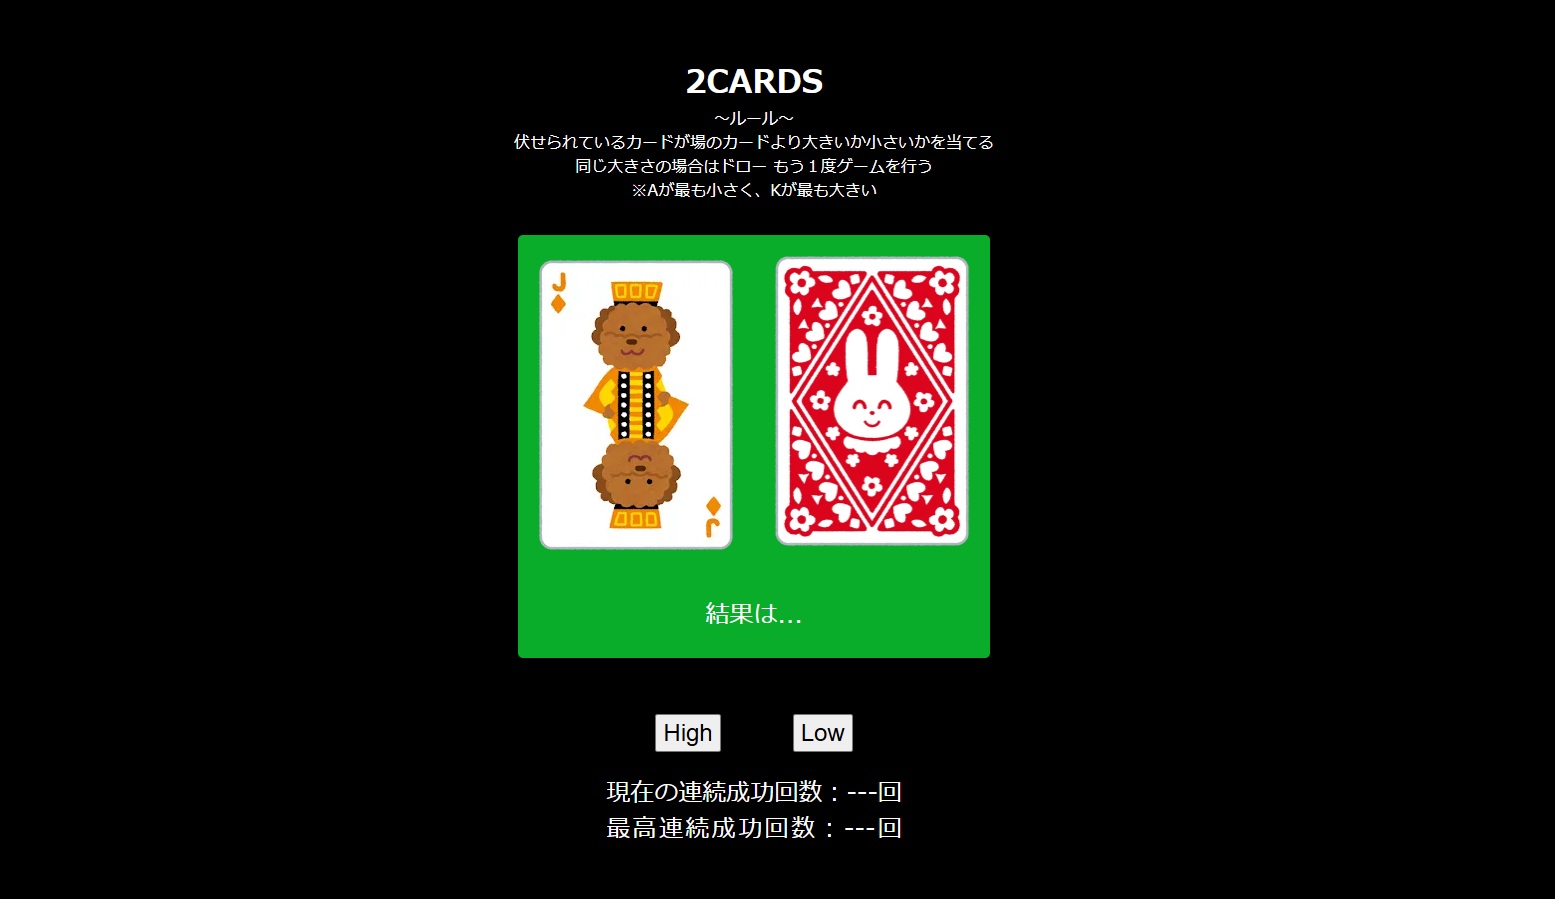 2CARDS
～ルール～
伏せられているカードが場のカードより大きいか小さいかを当てる
同じ大きさの場合はドロー もう１度ゲームを行う
※Aが最も小さく、Kが最も大きい
J
J
結果は...
High Low
現在の連続成功回数：---回
最高連続成功回数：---回